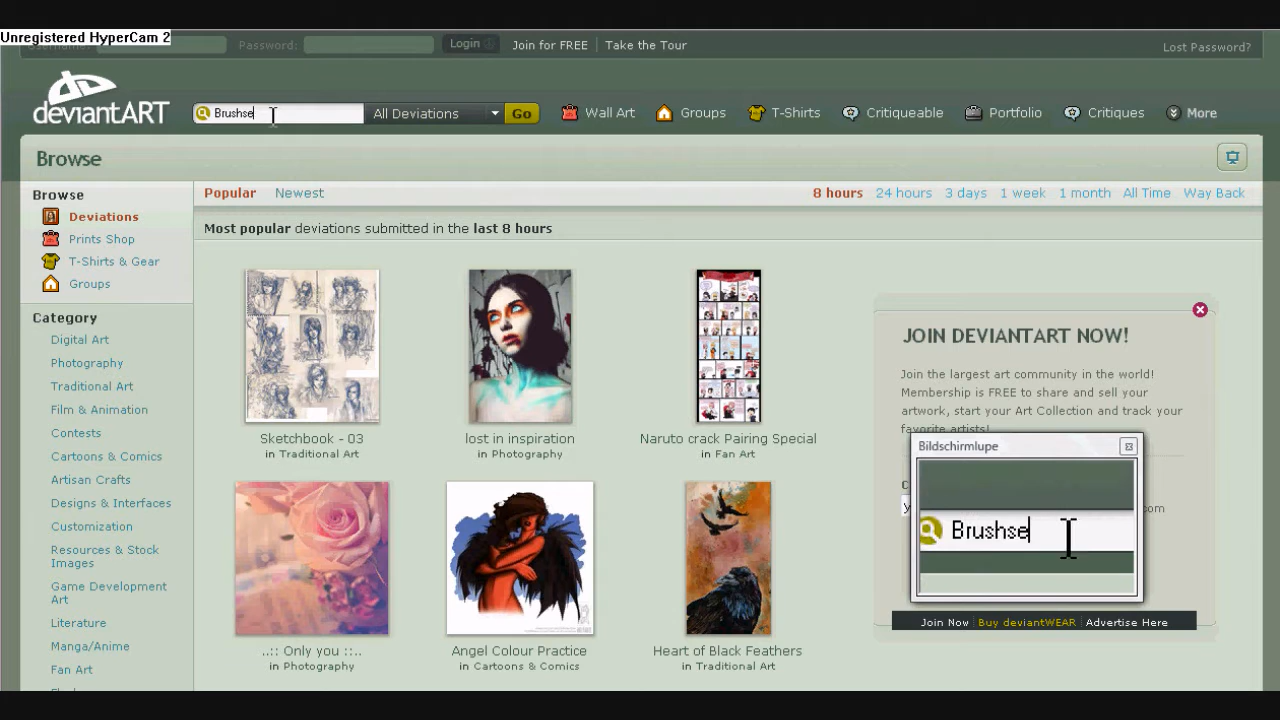 Unregistered HyperCam 2
Password:
Login
Join for FREE
Take the Tour
Lost Password?
deviantART
Brushse
All Deviations
Go
Wall Art
Groups
T-Shirts
Critiqueable
Portfolio
Critiques
More
Browse
Browse
Deviations
Prints Shop
T-Shirts & Gear
Groups
Category
Digital Art
Photography
Traditional Art
Film & Animation
Contests
Cartoons & Comics
Artisan Crafts
Designs & Interfaces
Customization
Resources & Stock
Images
Game Development
Art
Literature
Manga/Anime
Fan Art
Popular
Newest
8 hours
24 hours
3 days
1 week
1 month
All Time
Way Back
Most popular deviations submitted in the last 8 hours
Sketchbook - 03
in Traditional Art
lost in inspiration
in Photography
Naruto crack Pairing Special
in Fan Art
..:: Only you ::..
in Photography
Angel Colour Practice
in Cartoons & Comics
Heart of Black Feathers
in Traditional Art
JOIN DEVIANTART NOW!
Join the largest art community in the world!
Membership is FREE to share and sell your
artwork, start your Art Collection and track your
favorite artists!
Bildschirmlupe
Brushse
com
Join Now
Buy deviantWEAR
Advertise Here